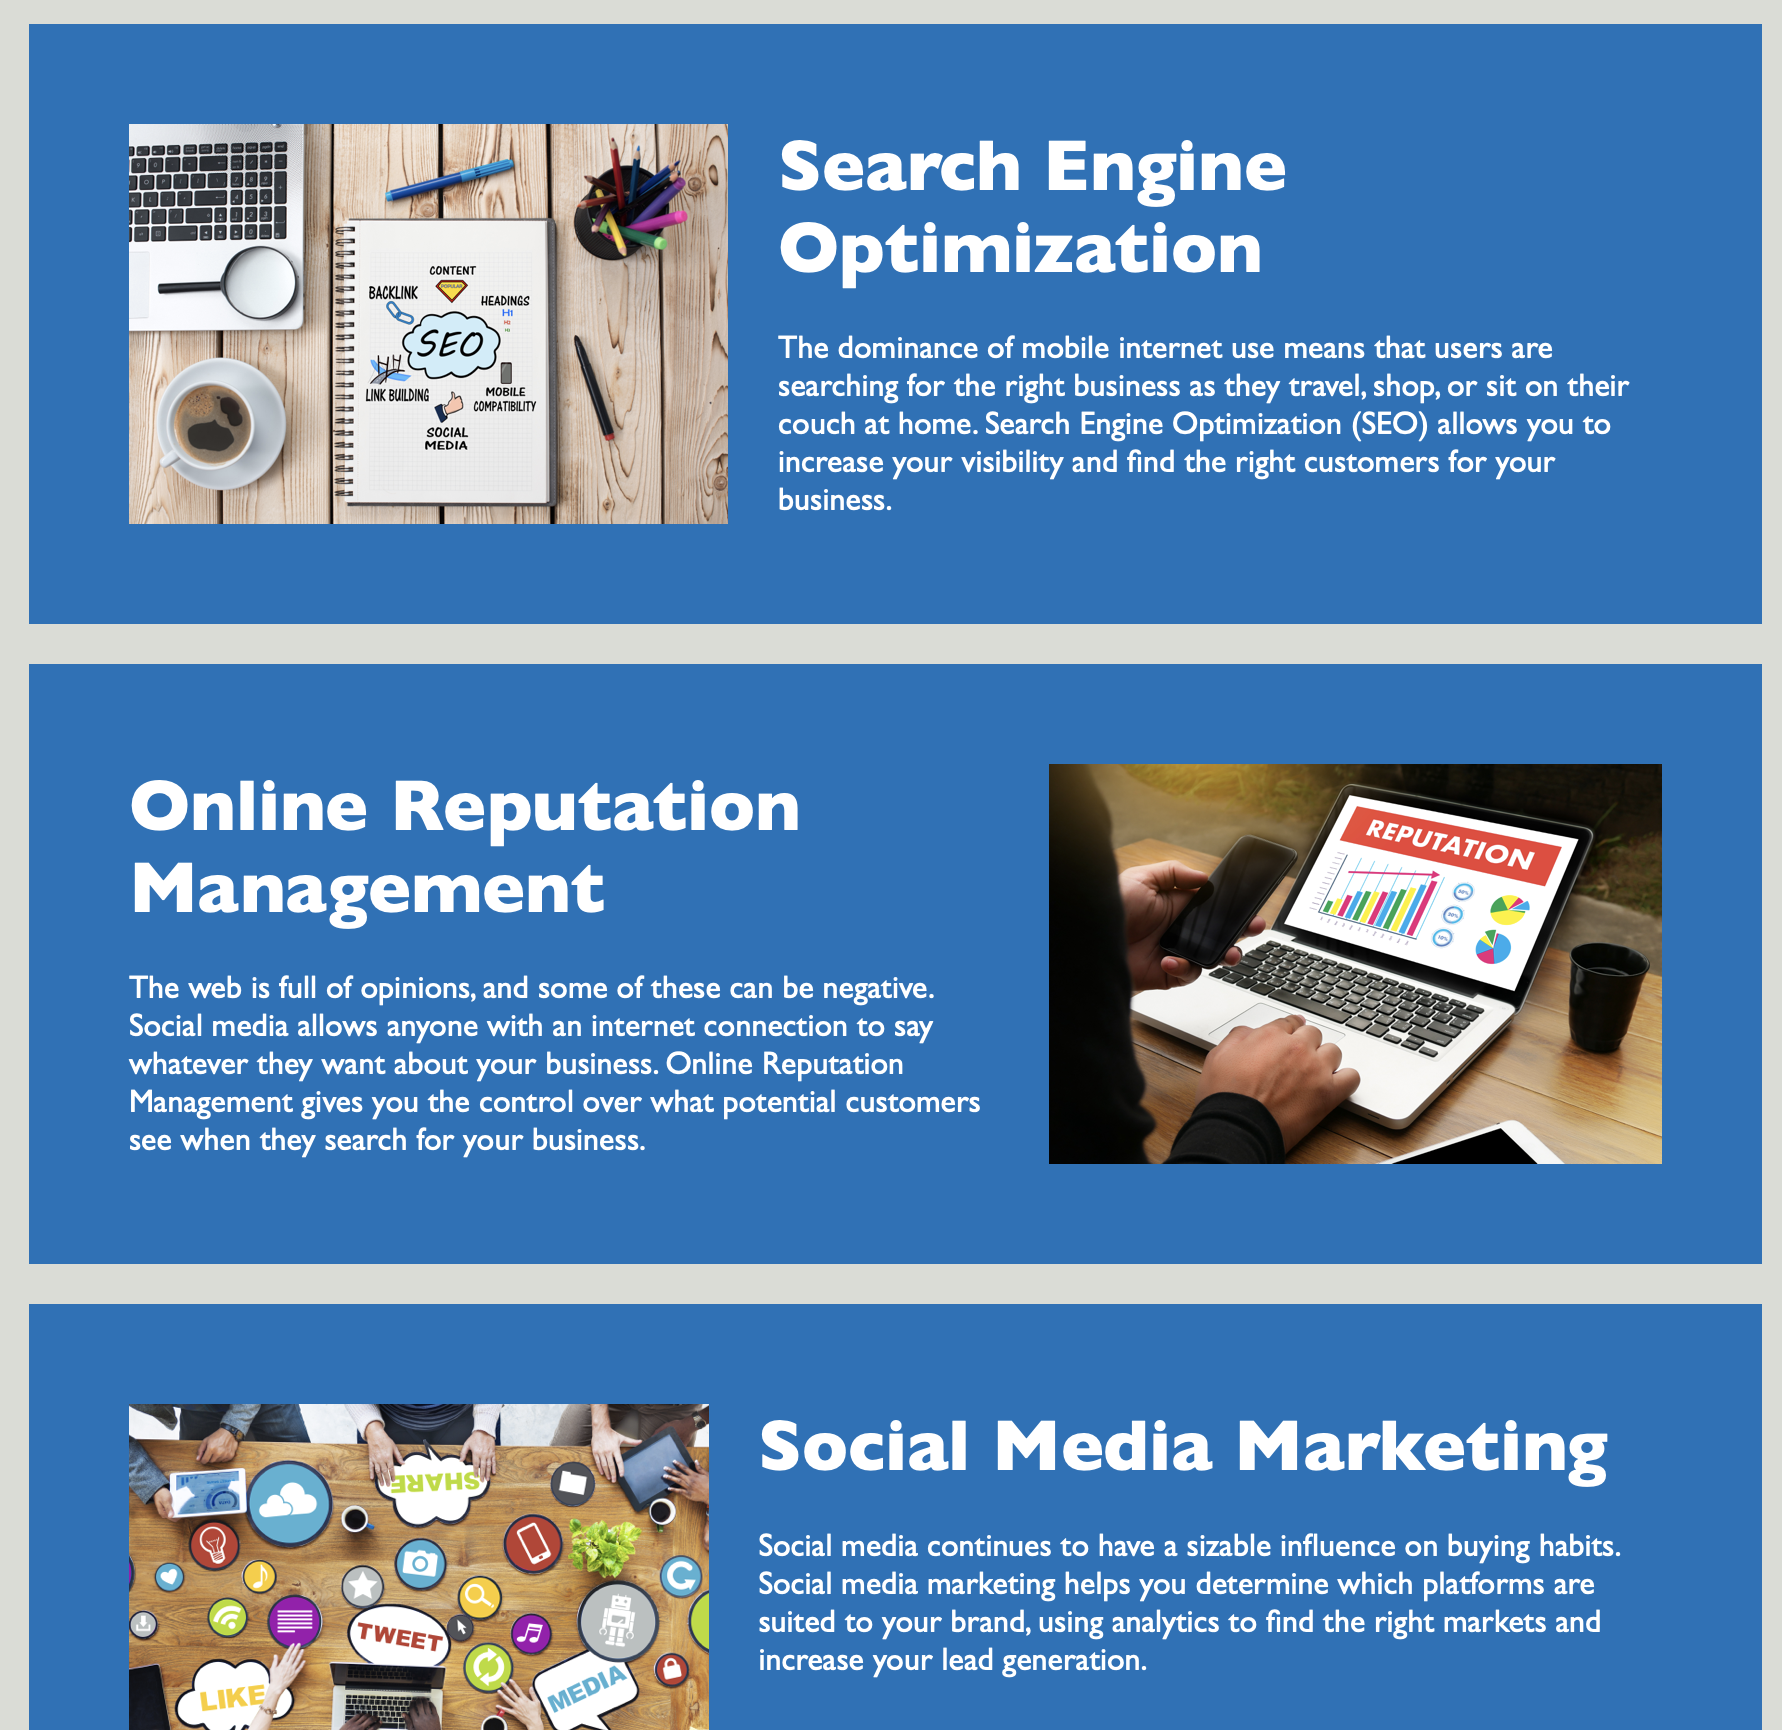 Search Engine
Optimization
The dominance of mobile internet use means that users are
searching for the right business as they travel, shop, or sit on their
couch at home. Search Engine Optimization (SEO) allows you to
increase your visibility and find the right customers for your
business.
CONTENT
POPULAR
BACKLINK
HEADINGS
H1
H2
H3
SEO
LINK BUILDING
MOBILE
COMPATIBILITY
SOCIAL
MEDIA
Online Reputation
Management
The web is full of opinions, and some of these can be negative.
Social media allows anyone with an internet connection to say
whatever they want about your business. Online Reputation
Management gives you the control over what potential customers
see when they search for your business.
REPUTATION
Social Media Marketing
Social media continues to have a sizable influence on buying habits.
Social media marketing helps you determine which platforms are
suited to your brand, using analytics to find the right markets and
increase your lead generation.
SHARE
TWEET
LIKE
MEDIA